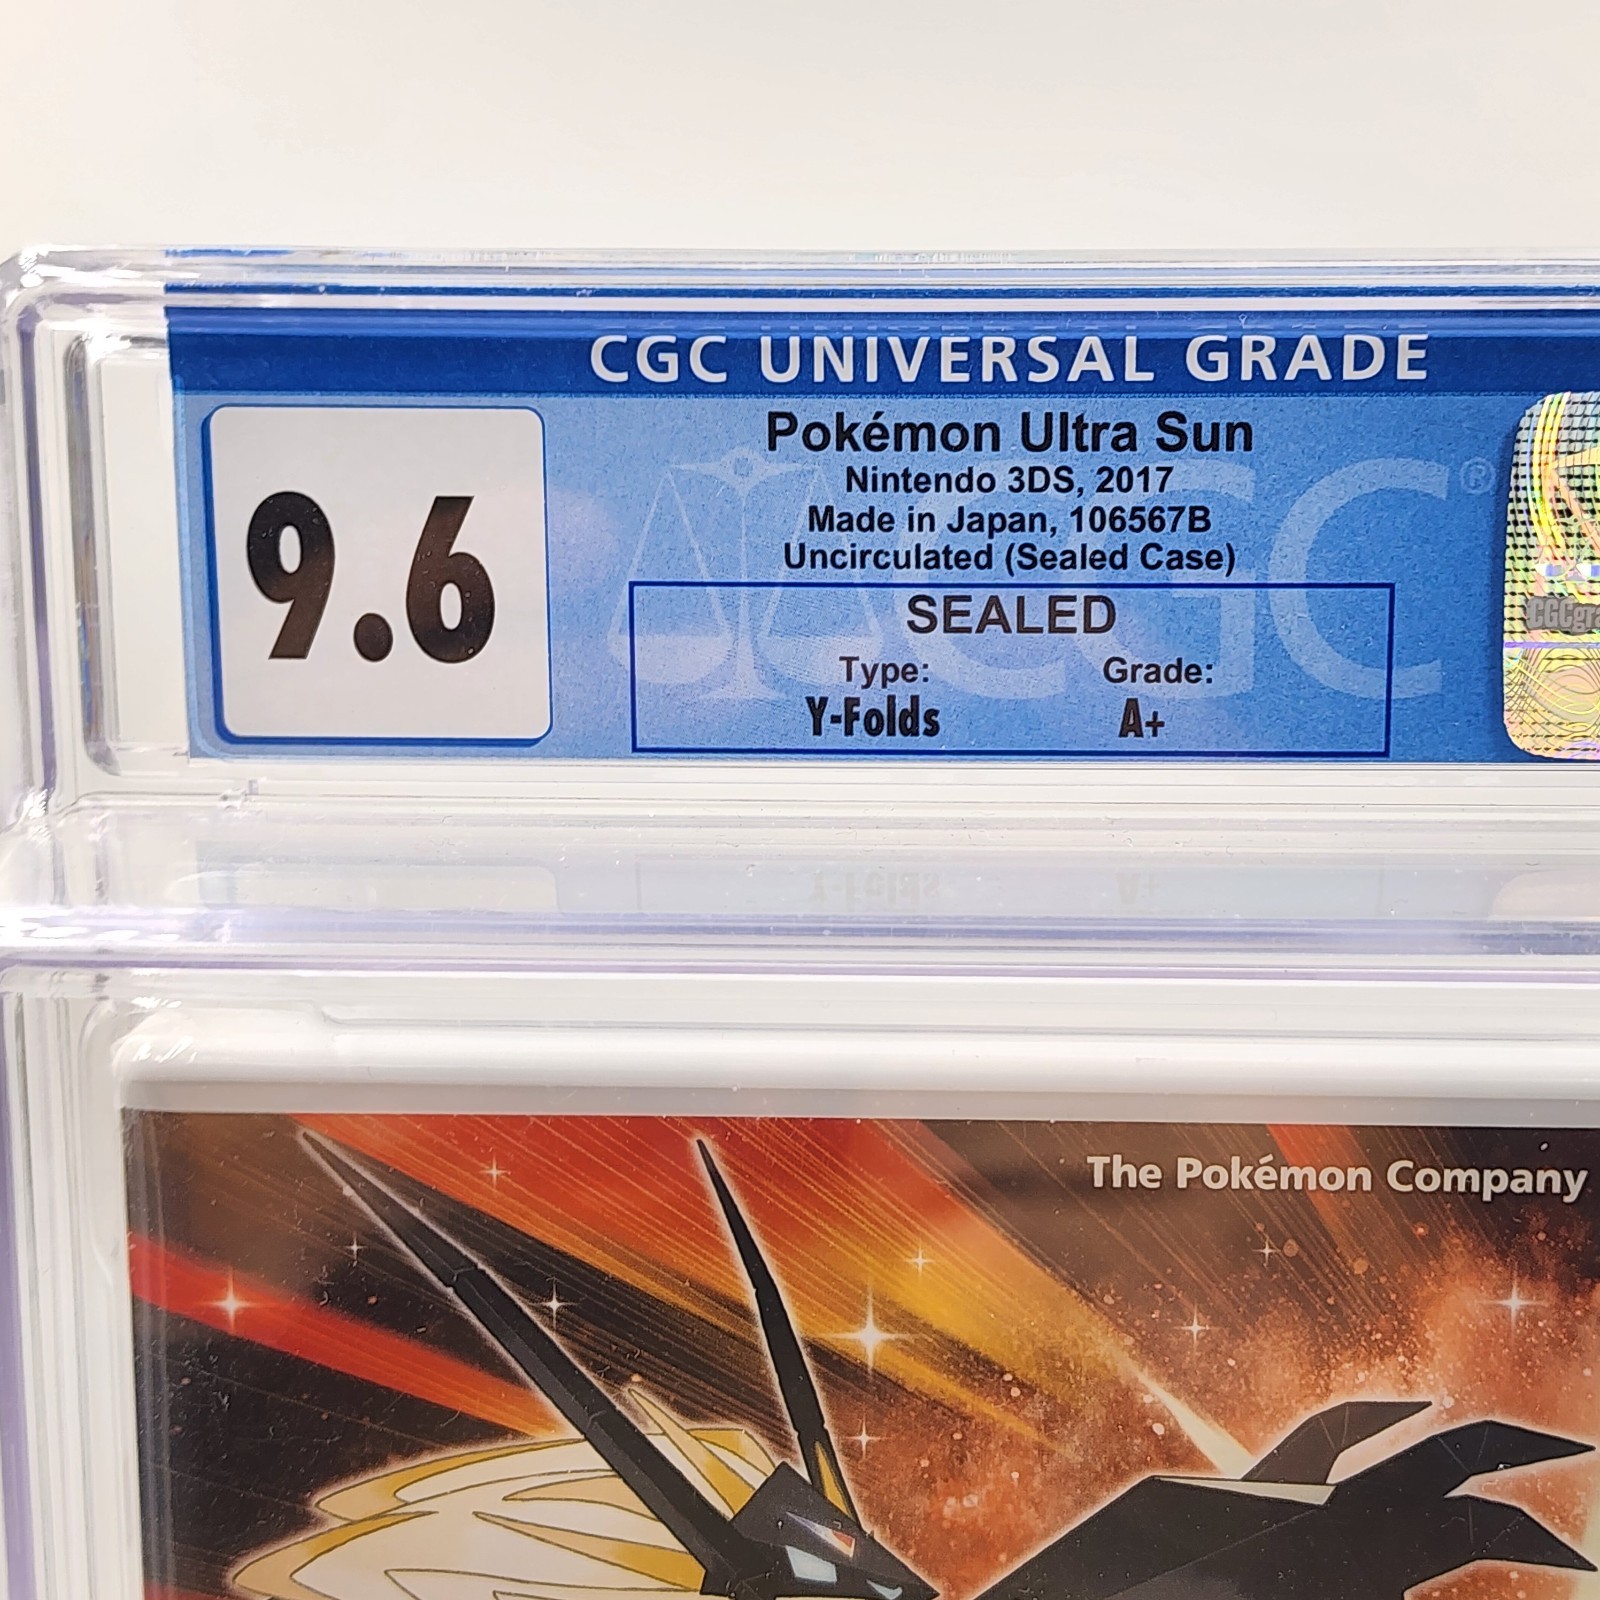 CGC UNIVERSAL GRADE
9.6
Pokémon Ultra Sun
Nintendo 3DS, 2017
Made in Japan, 106567B
Uncirculated (Sealed Case)
SEALED
Type: Grade:
Y-Folds A+
CGC®
The Pokémon Company